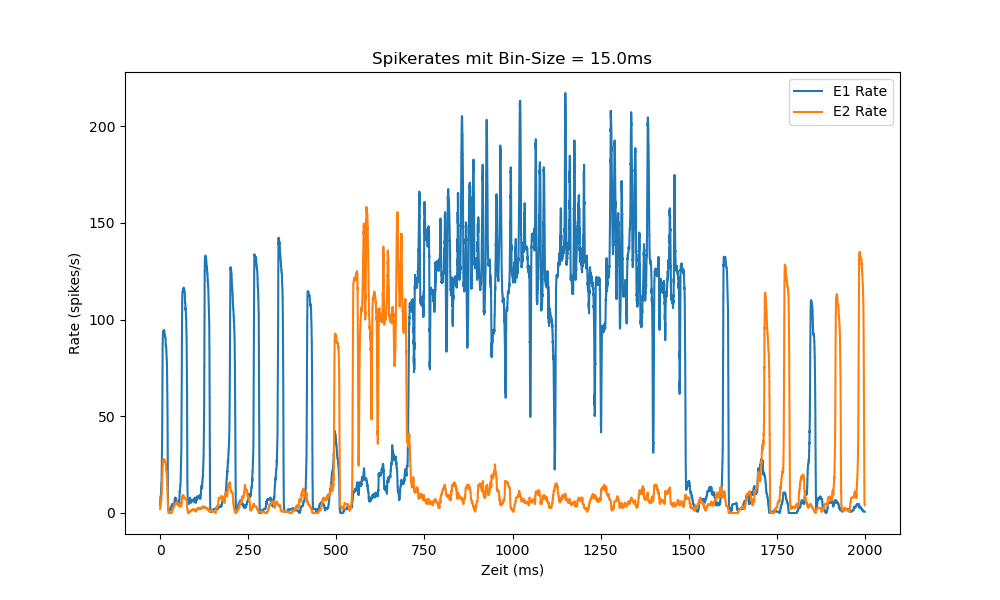 Spikerates mit Bin-Size = 15.0ms
E1 Rate
E2 Rate
Rate (spikes/s)
200
150
100
50
0
0 250 500 750 1000 1250 1500 1750 2000
Zeit (ms)